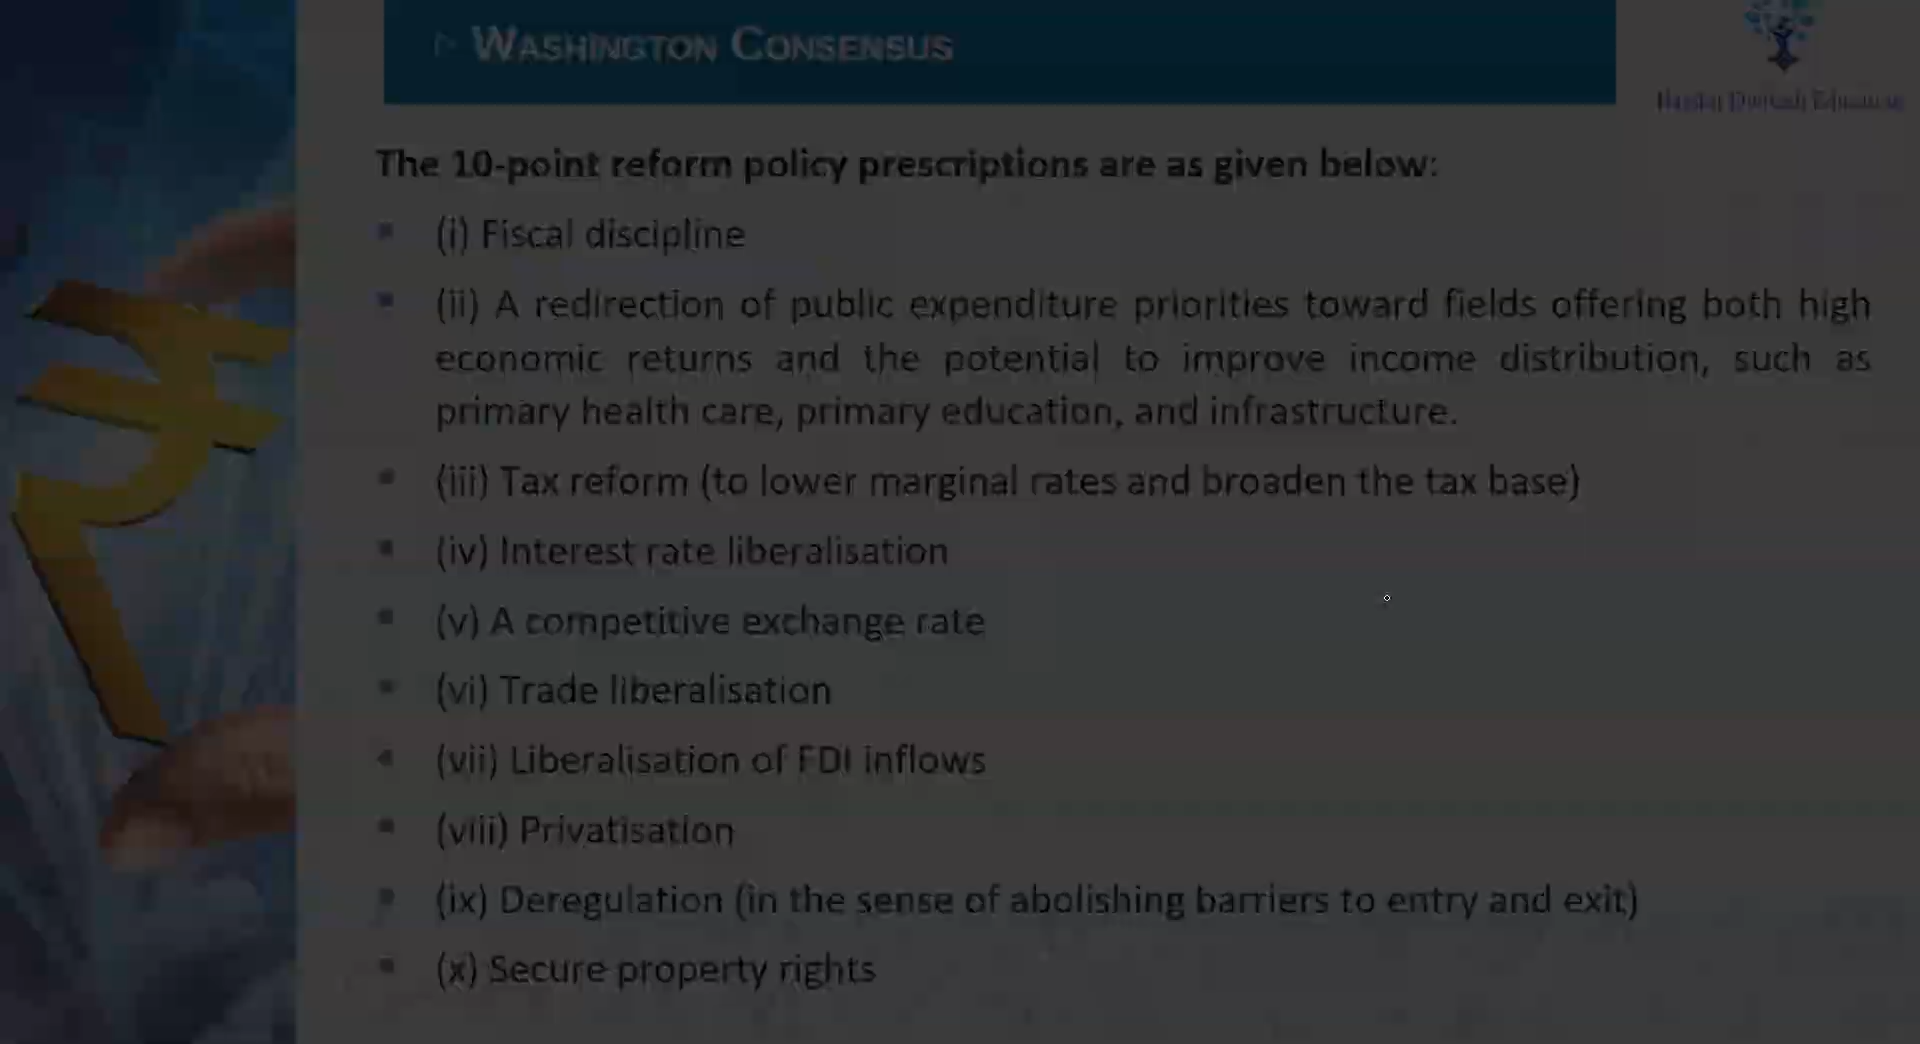 WASHINGTON CONSENSUS
The 10-point reform policy prescriptions are as given below:
(i) Fiscal discipline
(ii) A redirection of public expenditure priorities toward fields offering both high
economic returns and the potential to improve income distribution, such as
primary health care, primary education, and infrastructure.
(iii) Tax reform (to lower marginal rates and broaden the tax base)
(iv) Interest rate liberalisation
(v) A competitive exchange rate
(vi) Trade liberalisation
(vii) Liberalisation of FDI inflows
(viii) Privatisation
(ix) Deregulation (in the sense of abolishing barriers to entry and exit)
(x) Secure property rights